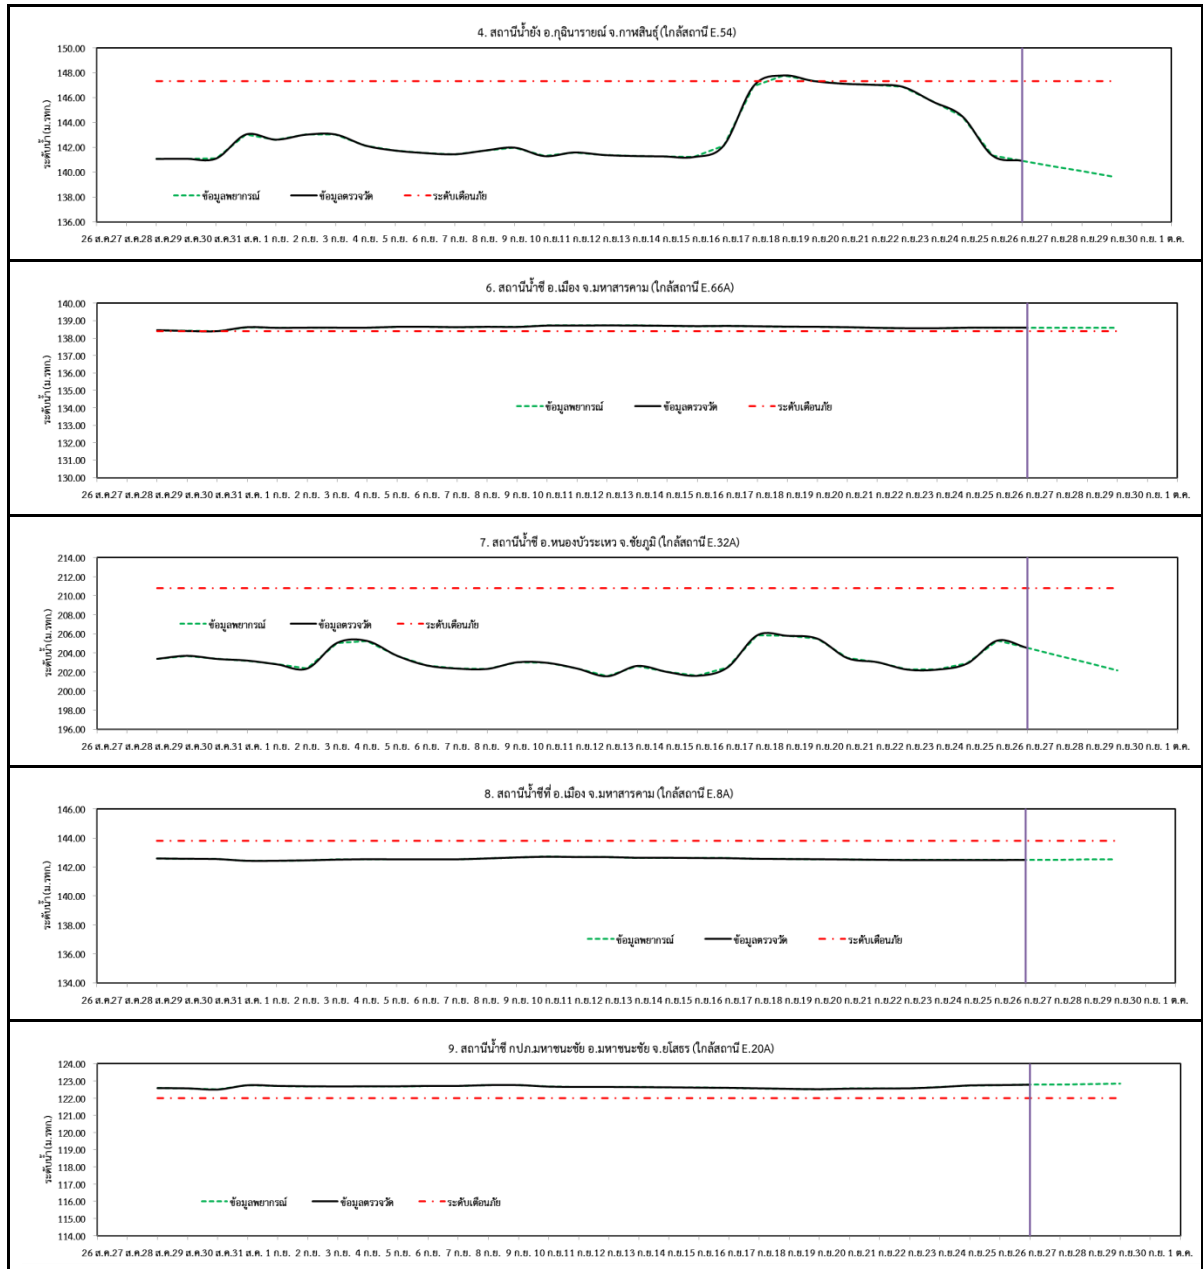 4. สถานีน้ำยัง อ.กุฉินารายณ์ จ.กาฬสินธุ์ (ใกล้สถานี E.54)
ระดับน้ำ (ม.รทก.)
150.00
148.00
146.00
144.00
142.00
140.00
138.00
136.00
ข้อมูลพยากรณ์ ข้อมูลตรวจวัด ระดับเตือนภัย
26 ส.ค. 27 ส.ค. 28 ส.ค. 29 ส.ค. 30 ส.ค. 31 ส.ค. 1 ก.ย. 2 ก.ย. 3 ก.ย. 4 ก.ย. 5 ก.ย. 6 ก.ย. 7 ก.ย. 8 ก.ย. 9 ก.ย. 10 ก.ย. 11 ก.ย. 12 ก.ย. 13 ก.ย. 14 ก.ย. 15 ก.ย. 16 ก.ย. 17 ก.ย. 18 ก.ย. 19 ก.ย. 20 ก.ย. 21 ก.ย. 22 ก.ย. 23 ก.ย. 24 ก.ย. 25 ก.ย. 26 ก.ย. 27 ก.ย. 28 ก.ย. 29 ก.ย. 30 ก.ย. 1 ต.ค.
6. สถานีน้ำชี อ.เมือง จ.มหาสารคาม (ใกล้สถานี E.66A)
ระดับน้ำ (ม.รทก.)
140.00
139.00
138.00
137.00
136.00
135.00
134.00
133.00
132.00
131.00
130.00
ข้อมูลพยากรณ์ ข้อมูลตรวจวัด ระดับเตือนภัย
26 ส.ค. 27 ส.ค. 28 ส.ค. 29 ส.ค. 30 ส.ค. 31 ส.ค. 1 ก.ย. 2 ก.ย. 3 ก.ย. 4 ก.ย. 5 ก.ย. 6 ก.ย. 7 ก.ย. 8 ก.ย. 9 ก.ย. 10 ก.ย. 11 ก.ย. 12 ก.ย. 13 ก.ย. 14 ก.ย. 15 ก.ย. 16 ก.ย. 17 ก.ย. 18 ก.ย. 19 ก.ย. 20 ก.ย. 21 ก.ย. 22 ก.ย. 23 ก.ย. 24 ก.ย. 25 ก.ย. 26 ก.ย. 27 ก.ย. 28 ก.ย. 29 ก.ย. 30 ก.ย. 1 ต.ค.
7. สถานีน้ำชี อ.หนองบัวระเหว จ.ชัยภูมิ (ใกล้สถานี E.32A)
ระดับน้ำ (ม.รทก.)
214.00
212.00
210.00
208.00
206.00
204.00
202.00
200.00
198.00
196.00
ข้อมูลพยากรณ์ ข้อมูลตรวจวัด ระดับเตือนภัย
26 ส.ค. 27 ส.ค. 28 ส.ค. 29 ส.ค. 30 ส.ค. 31 ส.ค. 1 ก.ย. 2 ก.ย. 3 ก.ย. 4 ก.ย. 5 ก.ย. 6 ก.ย. 7 ก.ย. 8 ก.ย. 9 ก.ย. 10 ก.ย. 11 ก.ย. 12 ก.ย. 13 ก.ย. 14 ก.ย. 15 ก.ย. 16 ก.ย. 17 ก.ย. 18 ก.ย. 19 ก.ย. 20 ก.ย. 21 ก.ย. 22 ก.ย. 23 ก.ย. 24 ก.ย. 25 ก.ย. 26 ก.ย. 27 ก.ย. 28 ก.ย. 29 ก.ย. 30 ก.ย. 1 ต.ค.
8. สถานีน้ำชีที่ อ.เมือง จ.มหาสารคาม (ใกล้สถานี E.8A)
ระดับน้ำ (ม.รทก.)
146.00
144.00
142.00
140.00
138.00
136.00
134.00
ข้อมูลพยากรณ์ ข้อมูลตรวจวัด ระดับเตือนภัย
26 ส.ค. 27 ส.ค. 28 ส.ค. 29 ส.ค. 30 ส.ค. 31 ส.ค. 1 ก.ย. 2 ก.ย. 3 ก.ย. 4 ก.ย. 5 ก.ย. 6 ก.ย. 7 ก.ย. 8 ก.ย. 9 ก.ย. 10 ก.ย. 11 ก.ย. 12 ก.ย. 13 ก.ย. 14 ก.ย. 15 ก.ย. 16 ก.ย. 17 ก.ย. 18 ก.ย. 19 ก.ย. 20 ก.ย. 21 ก.ย. 22 ก.ย. 23 ก.ย. 24 ก.ย. 25 ก.ย. 26 ก.ย. 27 ก.ย. 28 ก.ย. 29 ก.ย. 30 ก.ย. 1 ต.ค.
9. สถานีน้ำชี กปภ.มหาชนะชัย อ.มหาชนะชัย จ.ยโสธร (ใกล้สถานี E.20A)
ระดับน้ำ (ม.รทก.)
124.00
123.00
122.00
121.00
120.00
119.00
118.00
117.00
116.00
115.00
114.00
ข้อมูลพยากรณ์ ข้อมูลตรวจวัด ระดับเตือนภัย
26 ส.ค. 27 ส.ค. 28 ส.ค. 29 ส.ค. 30 ส.ค. 31 ส.ค. 1 ก.ย. 2 ก.ย. 3 ก.ย. 4 ก.ย. 5 ก.ย. 6 ก.ย. 7 ก.ย. 8 ก.ย. 9 ก.ย. 10 ก.ย. 11 ก.ย. 12 ก.ย. 13 ก.ย. 14 ก.ย. 15 ก.ย. 16 ก.ย. 17 ก.ย. 18 ก.ย. 19 ก.ย. 20 ก.ย. 21 ก.ย. 22 ก.ย. 23 ก.ย. 24 ก.ย. 25 ก.ย. 26 ก.ย. 27 ก.ย. 28 ก.ย. 29 ก.ย. 30 ก.ย. 1 ต.ค.